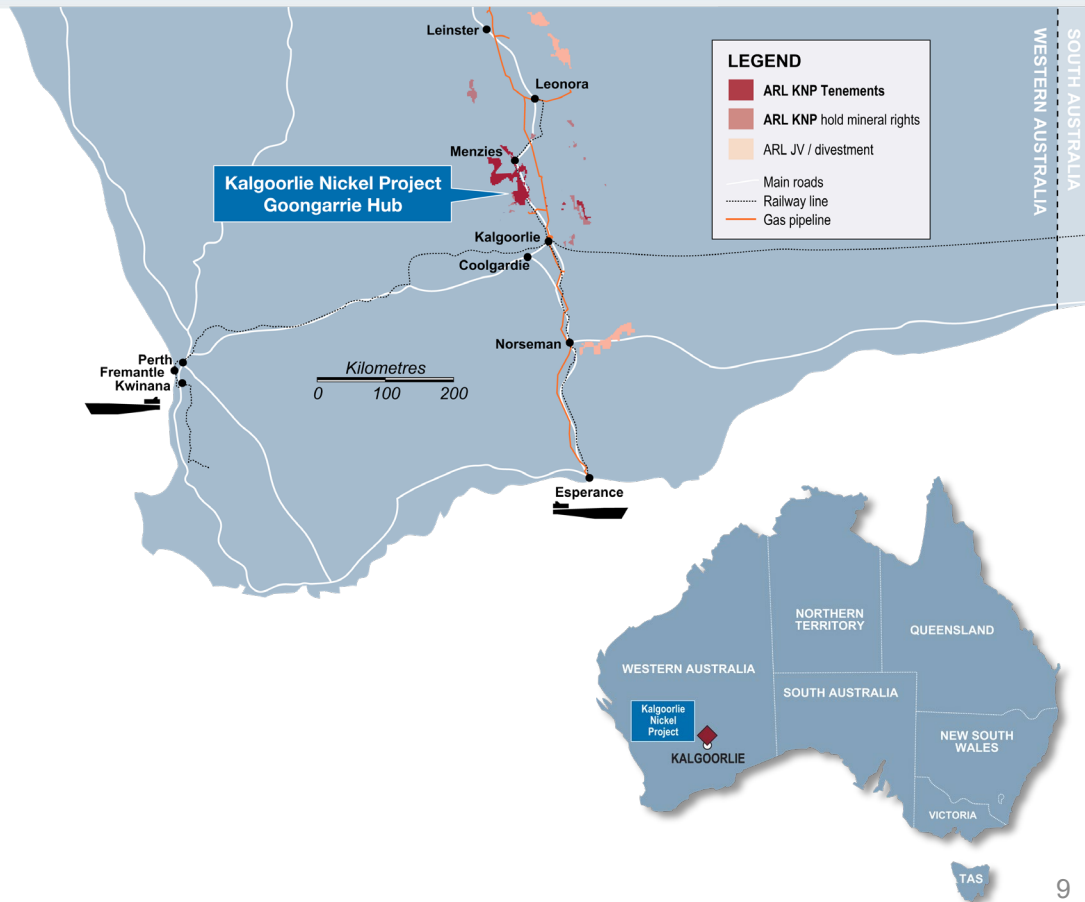 Leinster
Leonora
Menzies
Kalgoorlie Nickel Project
Goongarrie Hub
Kalgoorlie
Coolgardie
Norseman
Perth
Fremantle
Kwinana
Kilometres
0 100 200
Esperance
LEGEND
ARL KNP Tenements
ARL KNP hold mineral rights
ARL JV / divestment
Main roads
Railway line
Gas pipeline
WESTERN AUSTRALIA
SOUTH AUSTRALIA
NORTHERN
TERRITORY
QUEENSLAND
WESTERN AUSTRALIA
SOUTH AUSTRALIA
Kalgoorlie
Nickel
Project
KALGOORLIE
NEW SOUTH
WALES
VICTORIA
TAS
9